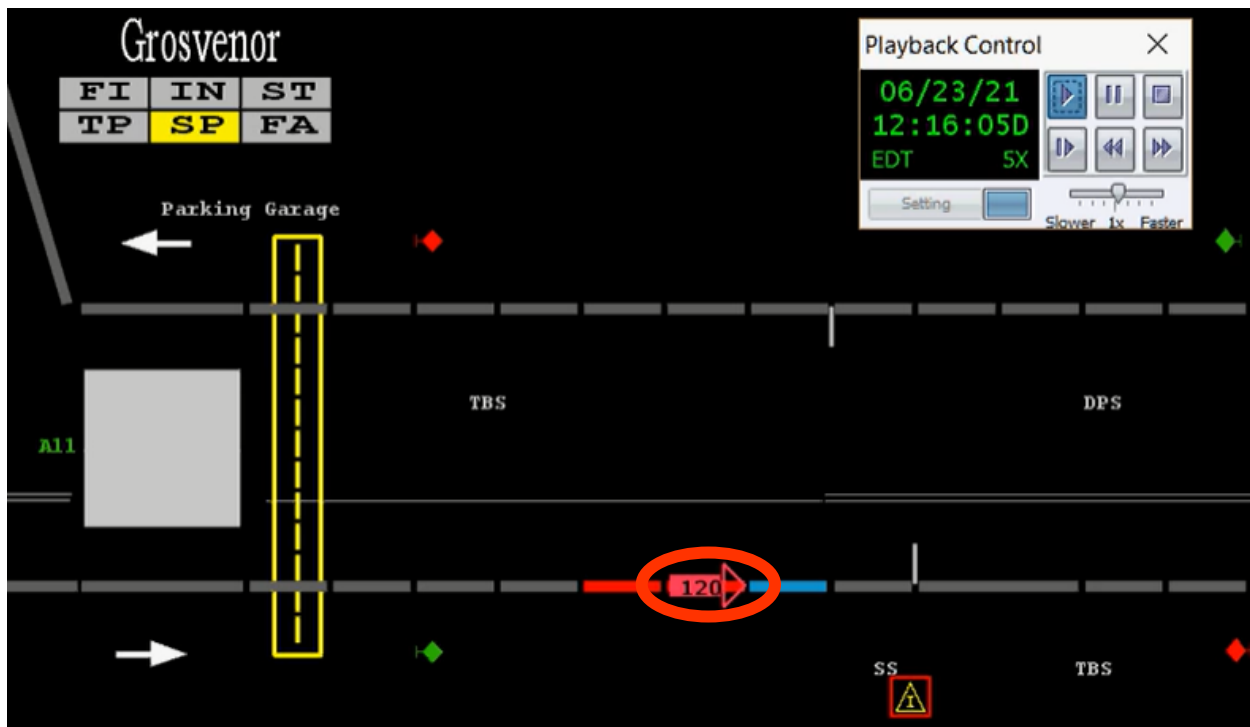 Grosvenor
FI IN ST
TP SP FA
Playback Control
06/23/21
12:16:05D
EDT 5X
Setting
Slower 1x Faster
Parking Garage
TBS
DPS
All
120
SS
TBS
I